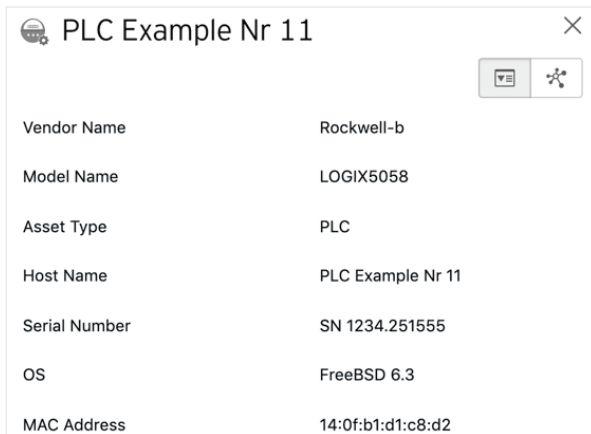 PLC Example Nr 11
Vendor Name Rockwell-b
Model Name LOGIX5058
Asset Type PLC
Host Name PLC Example Nr 11
Serial Number SN 1234.251555
OS FreeBSD 6.3
MAC Address 14:0f:b1:d1:c8:d2